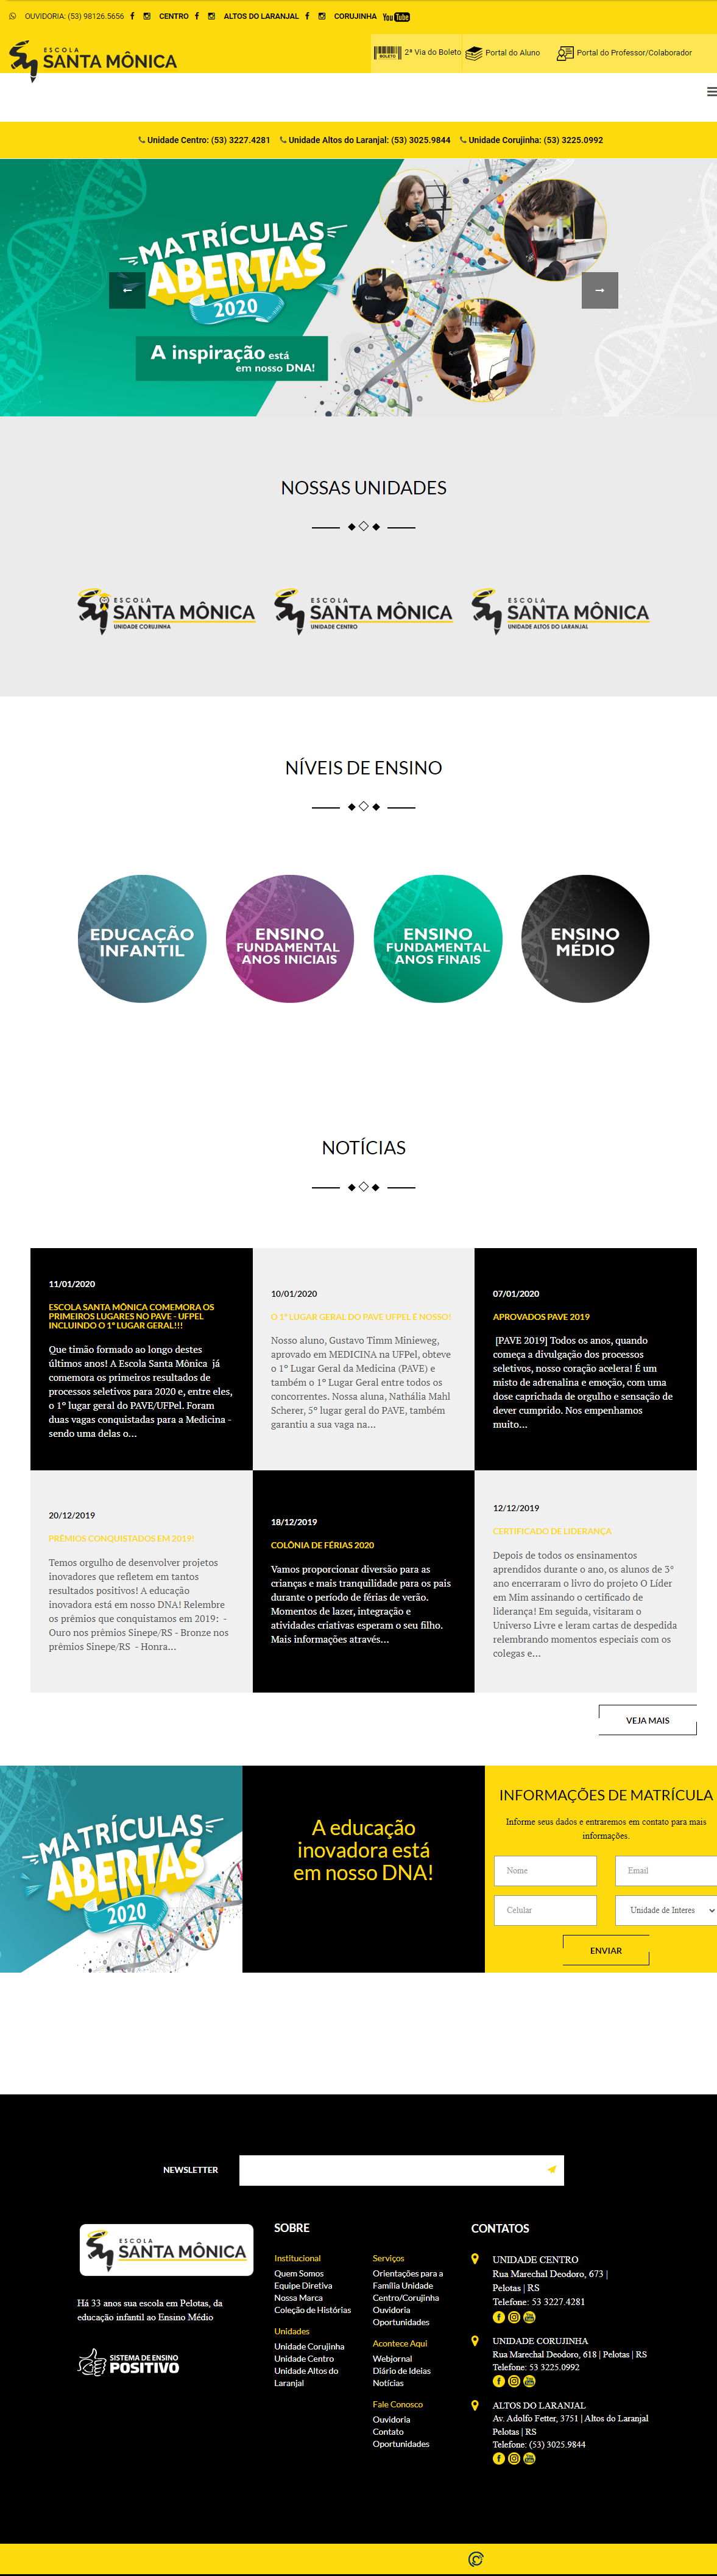 OUVIDORIA: (53) 98126.5656 CENTRO ALTOS DO LARANJAL CORUJINHA You Tube
ESCOLA
SANTA MÔNICA
BOLETO 2ª Via do Boleto Portal do Aluno Portal do Professor/Colaborador
Unidade Centro: (53) 3227.4281 Unidade Altos do Laranjal: (53) 3025.9844 Unidade Corujinha: (53) 3225.0992
MATRÍCULAS
ABERTAS
2020
A inspiração está
em nosso DNA!
NOSSAS UNIDADES
ESCOLA
SANTA MÔNICA
UNIDADE CORUJINHA
ESCOLA
SANTA MÔNICA
UNIDADE CENTRO
ESCOLA
SANTA MÔNICA
UNIDADE ALTOS DO LARANJAL
NÍVEIS DE ENSINO
EDUCAÇÃO
INFANTIL
ENSINO
FUNDAMENTAL
ANOS INICIAIS
ENSINO
FUNDAMENTAL
ANOS FINAIS
ENSINO
MÉDIO
NOTÍCIAS
11/01/2020
ESCOLA SANTA MÔNICA COMEMORA OS
PRIMEIROS LUGARES NO PAVE - UFPEL
INCLUINDO O 1º LUGAR GERAL!!!
Que timão formado ao longo destes
últimos anos! A Escola Santa Mônica já
comemora os primeiros resultados de
processos seletivos para 2020 e, entre eles,
o 1º lugar geral do PAVE/UFPel. Foram
duas vagas conquistadas para a Medicina -
sendo uma delas o...
10/01/2020
O 1º LUGAR GERAL DO PAVE UFPEL É NOSSO!
Nosso aluno, Gustavo Timm Minieweg,
aprovado em MEDICINA na UFPel, obteve
o 1º Lugar Geral da Medicina (PAVE) e
também o 1º Lugar Geral entre todos os
concorrentes. Nossa aluna, Nathália Mahl
Scherer, 5º lugar geral do PAVE, também
garantiu a sua vaga na...
07/01/2020
APROVADOS PAVE 2019
[PAVE 2019] Todos os anos, quando
começa a divulgação dos processos
seletivos, nosso coração acelera! É um
misto de adrenalina e emoção, com uma
dose caprichada de orgulho e sensação de
dever cumprido. Nos empenhamos
muito...
20/12/2019
PRÊMIOS CONQUISTADOS EM 2019!
Temos orgulho de desenvolver projetos
inovadores que refletem em tantos
resultados positivos! A educação
inovadora está em nosso DNA! Relembre
os prêmios que conquistamos em 2019: -
Ouro nos prêmios Sinepe/RS - Bronze nos
prêmios Sinepe/RS - Honra...
18/12/2019
COLÔNIA DE FÉRIAS 2020
Vamos proporcionar diversão para as
crianças e mais tranquilidade para os pais
durante o período de férias de verão.
Momentos de lazer, integração e
atividades criativas esperam o seu filho.
Mais informações através...
12/12/2019
CERTIFICADO DE LIDERANÇA
Depois de todos os ensinamentos
aprendidos durante o ano, os alunos de 3°
ano encerraram o livro do projeto O Líder
em Mim assinando o certificado de
liderança! Em seguida, visitaram o
Universo Livre e leram cartas de despedida
relembrando momentos especiais com os
colegas e...
VEJA MAIS
MATRÍCULAS
ABERTAS
2020
A educação
inovadora está
em nosso DNA!
INFORMAÇÕES DE MATRÍCULA
Informe seus dados e entraremos em contato para mais
informações.
Nome Email
Celular Unidade de Interes
ENVIAR
NEWSLETTER
ESCOLA
SANTA MÔNICA
Há 33 anos sua escola em Pelotas, da
educação infantil ao Ensino Médio
SISTEMA DE ENSINO
POSITIVO
SOBRE
Institucional
Quem Somos
Equipe Diretiva
Nossa Marca
Coleção de Histórias
Unidades
Unidade Corujinha
Unidade Centro
Unidade Altos do
Laranjal
Serviços
Orientações para a
Família Unidade
Centro/Corujinha
Ouvidoria
Oportunidades
Acontece Aqui
Webjornal
Diário de Ideias
Notícias
Fale Conosco
Ouvidoria
Contato
Oportunidades
CONTATOS
UNIDADE CENTRO
Rua Marechal Deodoro, 673 |
Pelotas | RS
Telefone: 53 3227.4281
UNIDADE CORUJINHA
Rua Marechal Deodoro, 618 | Pelotas | RS
Telefone: 53 3225.0992
ALTOS DO LARANJAL
Av. Adolfo Fetter, 3751 | Altos do Laranjal
Pelotas | RS
Telefone: (53) 3025.9844